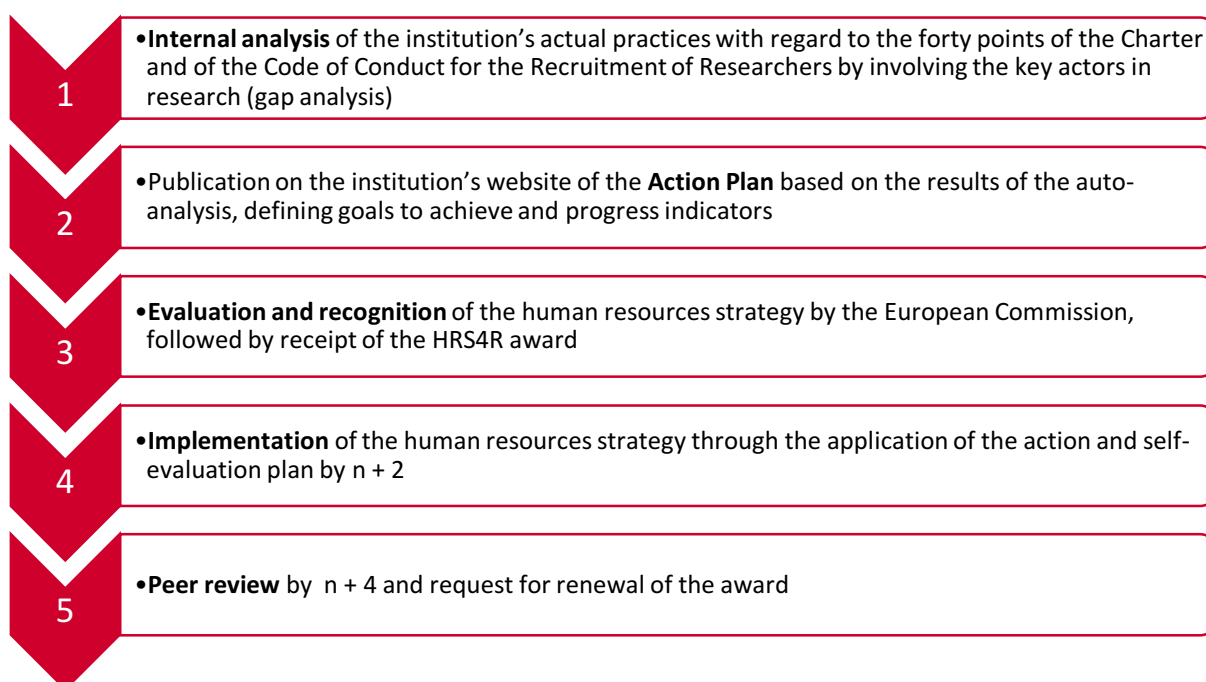 1
•Internal analysis of the institution’s actual practices with regard to the forty points of the Charter
and of the Code of Conduct for the Recruitment of Researchers by involving the key actors in
research (gap analysis)
2
•Publication on the institution’s website of the Action Plan based on the results of the auto-
analysis, defining goals to achieve and progress indicators
3
•Evaluation and recognition of the human resources strategy by the European Commission,
followed by receipt of the HRS4R award
4
•Implementation of the human resources strategy through the application of the action and self-
evaluation plan by n + 2
5
•Peer review by n + 4 and request for renewal of the award